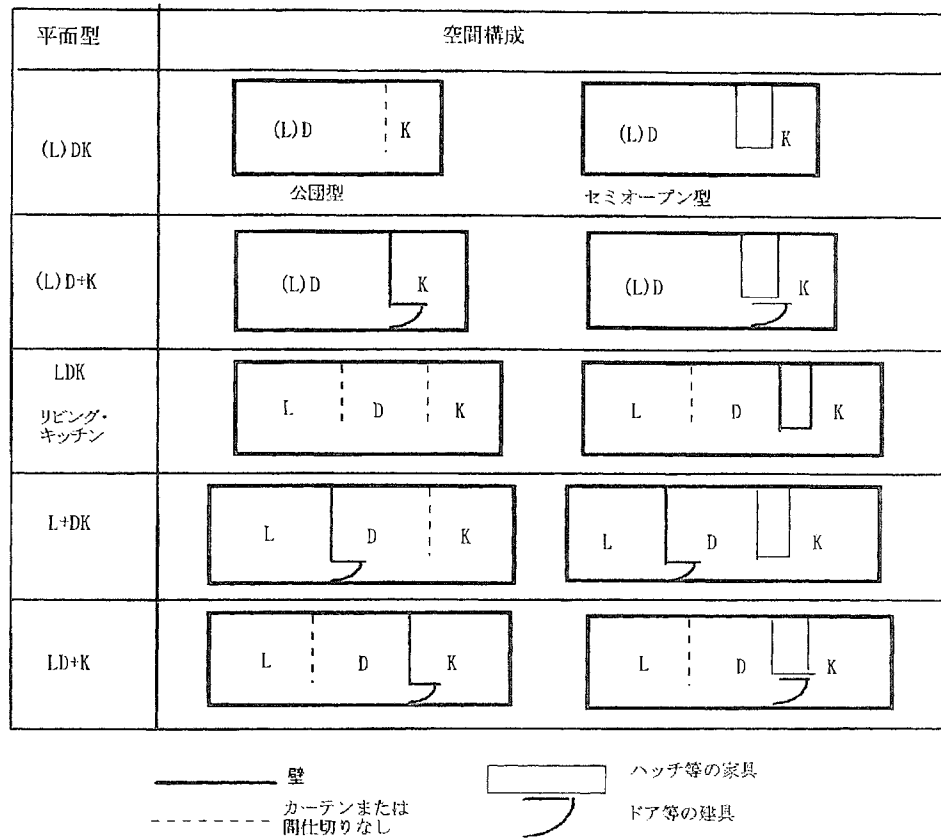 平面型 空間構成
(L)DK
(L)D K (L)D K
公団型 セミオープン型
(L)D+K
(L)D K (L)D K
LDK
リビング・
キッチン
L D K L D K
L+DK
L D K L D K
LD+K
L D K L D K
壁 ハッチ等の家具
カーテンまたは
間仕切りなし
ドア等の建具